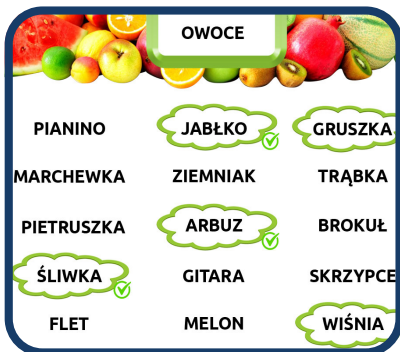 OWOCE
PIANINO JABŁKO GRUSZKA
MARCHEWKA ZIEMNIAK TRĄBKA
PIETRUSZKA ARBUZ BROKUŁ
ŚLIWKA GITARA SKRZYPCE
FLET MELON WIŚNIA